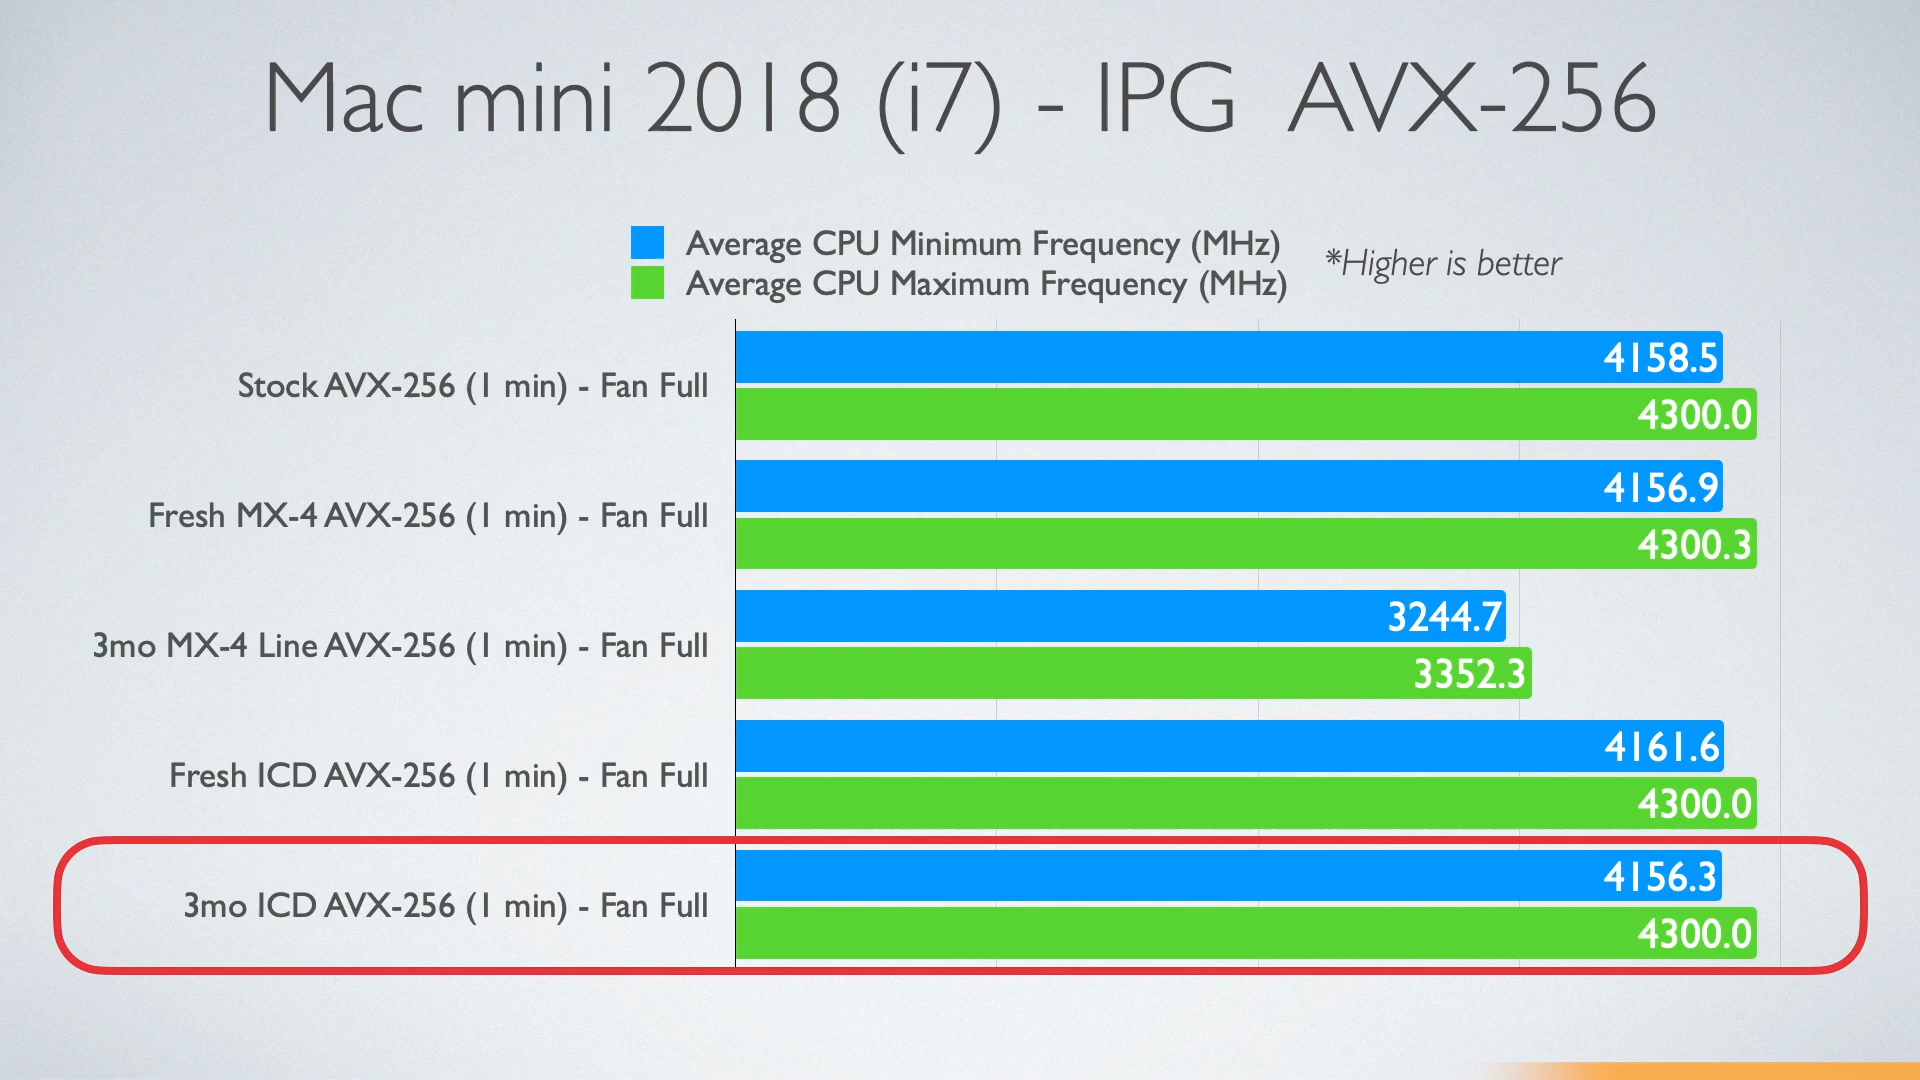 Mac mini 2018 (i7) - IPG  AVX-256
Average CPU Minimum Frequency (MHz)
Average CPU Maximum Frequency (MHz)
*Higher is better
Stock AVX-256 (1 min) - Fan Full
4158.5
4300.0
Fresh MX-4 AVX-256 (1 min) - Fan Full
4156.9
4300.3
3mo MX-4 Line AVX-256 (1 min) - Fan Full
3244.7
3352.3
Fresh ICD AVX-256 (1 min) - Fan Full
4161.6
4300.0
3mo ICD AVX-256 (1 min) - Fan Full
4156.3
4300.0